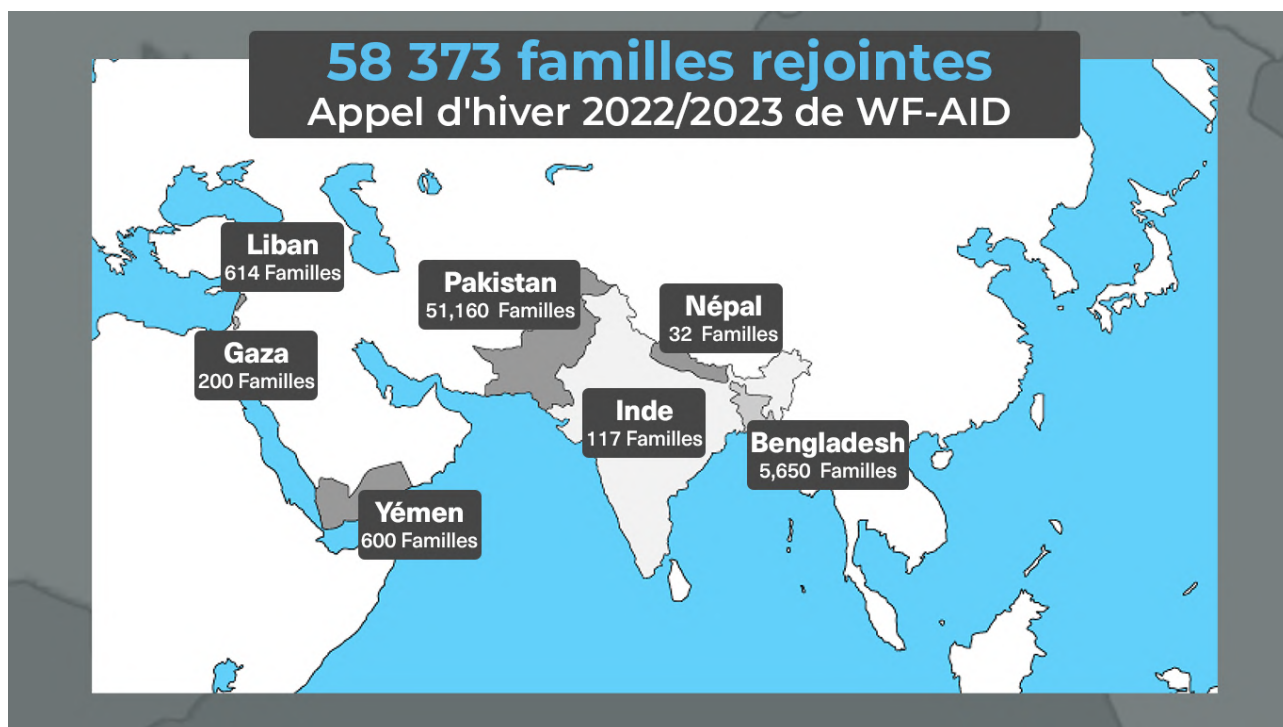 58 373 familles rejointes
Appel d'hiver 2022/2023 de WF-AID
Liban
614 Familles
Pakistan
51,160 Familles
Népal
32 Familles
Gaza
200 Familles
Inde
117 Familles
Bengladesh
5,650 Familles
Yémen
600 Familles